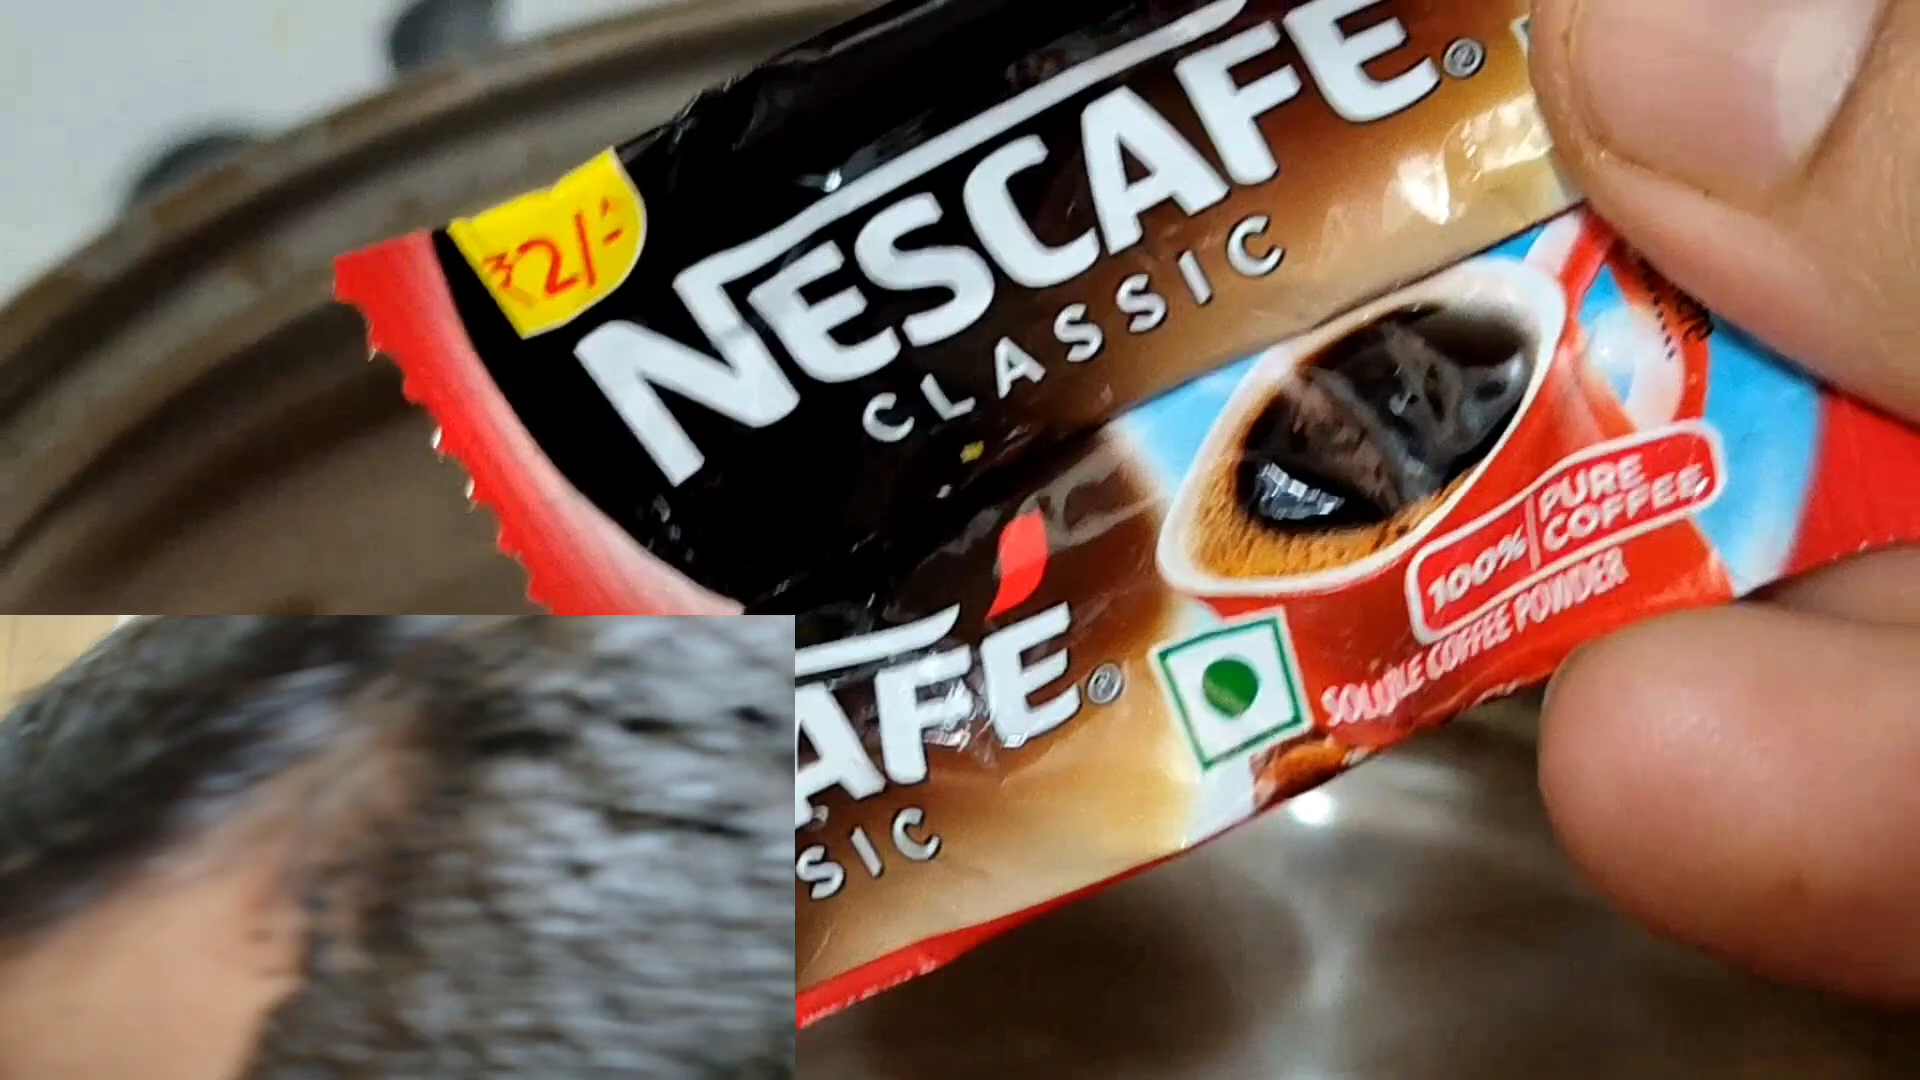 ₹2/-
NESCAFE®
CLASSIC
100% PURE COFFEE
SOLUBLE COFFEE POWDER
AFE®
SIC